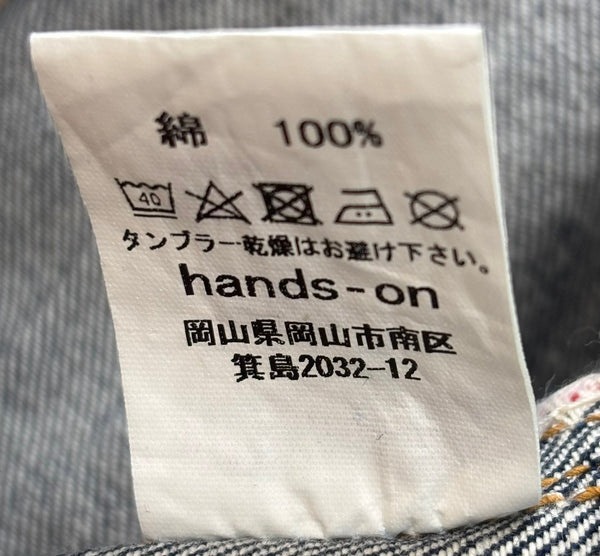 綿 100%
40
タンブラー乾燥はお避け下さい。
hands-on
岡山県岡山市南区
箕島2032-12